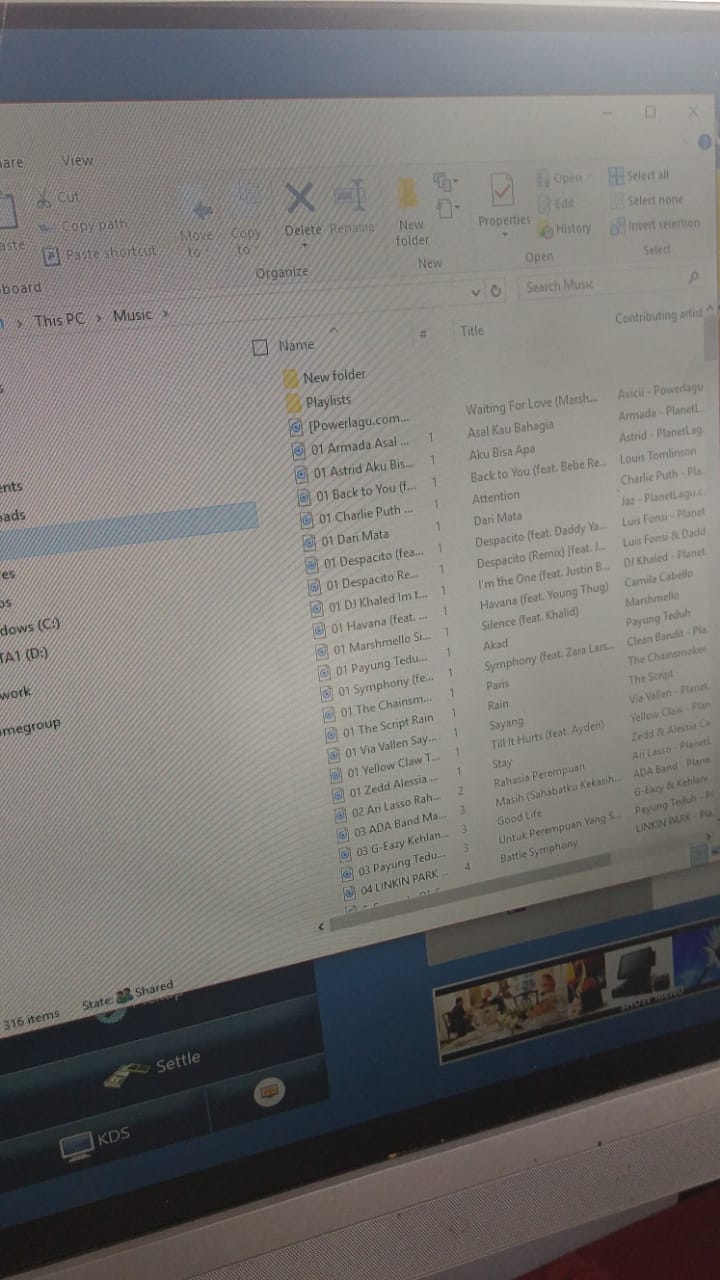 are View
Cut
Copy path
Paste shortcut
aste
board
Move to
Copy to
Delete
Rename
Organize
New folder
New
Properties
Open
Edit
History
Open
Select all
Select none
Invert selection
Select
> This PC > Music >
Search Music
Name # Title Contributing artist
New folder
Playlists
[Powerlagu.com... Waiting For Love (Marsh... Avicii - Powerlagu
01 Armada Asal ... 1 Asal Kau Bahagia Armada - PlanetL.
01 Astrid Aku Bis... 1 Aku Bisa Apa Astrid - PlanetLag.
01 Back to You (f... 1 Back to You (feat. Bebe Re... Louis Tomlinson
01 Charlie Puth ... 1 Attention Charlie Puth - Pla.
01 Dari Mata 1 Dari Mata Jaz - PlanetLagu.c.
01 Despacito (fea... 1 Despacito (feat. Daddy Ya... Luis Fonsi - Planet
01 Despacito Re... 1 Despacito (Remix) [feat. J... Luis Fonsi & Dadd
01 DJ Khaled Im t... 1 I'm the One (feat. Justin B... DJ Khaled - Planet.
01 Havana (feat. ... 1 Havana (feat. Young Thug) Camila Cabello
01 Marshmello Si... 1 Silence (feat. Khalid) Marshmello
01 Payung Tedu... 1 Akad Payung Teduh
01 Symphony (fe... 1 Symphony (feat. Zara Lars... Clean Bandit - Pla.
01 The Chainsm... 1 Paris The Chainsmoker.
01 The Script Rain 1 Rain The Script
01 Via Vallen Say... 1 Sayang Via Vallen - Planet.
01 Yellow Claw T... 1 Till It Hurts (feat. Ayden) Yellow Claw - Plan
01 Zedd Alessia ... 1 Stay Zedd & Alessia Ca
02 Ari Lasso Rah... 2 Rahasia Perempuan Ari Lasso - PlanetL
03 ADA Band Ma... 3 Masih (Sahabatku Kekasih... ADA Band - Plane.
03 G-Eazy Kehlan... 3 Good Life G-Eazy & Kehlani
03 Payung Tedu... 3 Untuk Perempuan Yang S... Payung Teduh - Pl
04 LINKIN PARK ... 4 Battle Symphony LINKIN PARK - Pla.
ents
ads
es
os
dows (C:)
TA1 (D:)
work
megroup
316 items State: Shared
Settle
KDS